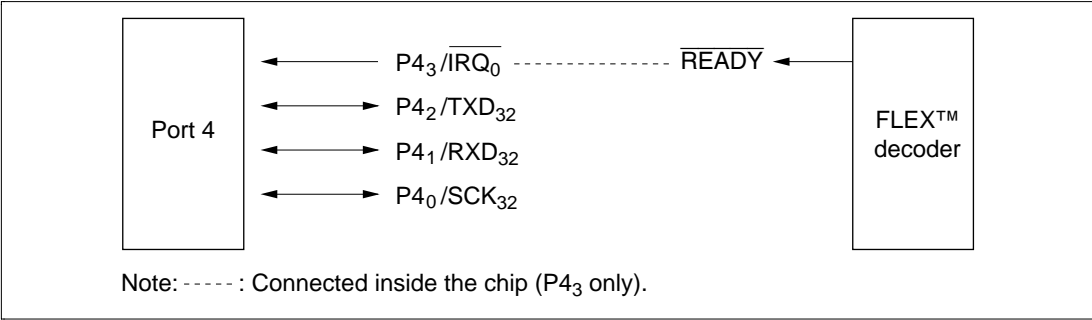 P4₃/IRQ₀ ------------- READY
P4₂/TXD₃₂
Port 4
FLEX™
decoder
P4₁/RXD₃₂
P4₀/SCK₃₂
Note: ----- : Connected inside the chip (P4₃ only).